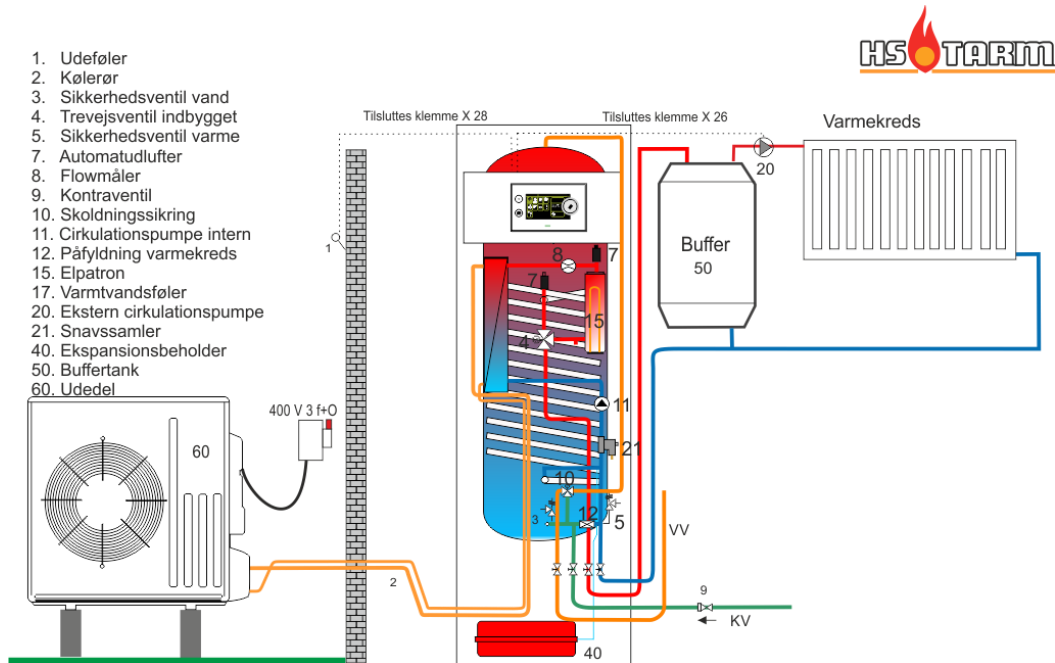 HS TARM
1. Udeføler
2. Kølerør
3. Sikkerhedsventil vand
4. Trevejsventil indbygget
5. Sikkerhedsventil varme
7. Automatudlufter
8. Flowmåler
9. Kontraventil
10. Skoldningssikring
11. Cirkulationspumpe intern
12. Påfyldning varmekreds
15. Elpatron
17. Varmtvandsføler
20. Ekstern cirkulationspumpe
21. Snavssamler
40. Ekspansionsbeholder
50. Buffertank
60. Udedel
Tilsluttes klemme X 28
Tilsluttes klemme X 26
Varmekreds
20
1
8
7
7
Buffer
50
15
4
11
400 V 3 f+O
60
21
10
12
3
5
VV
2
9
KV
40